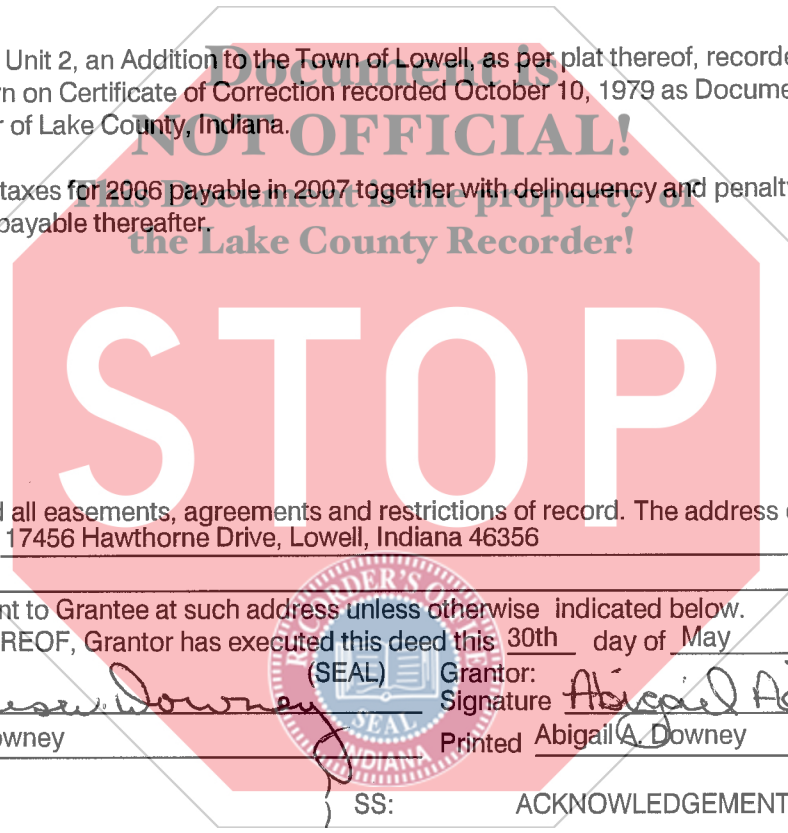 Unit 2, an Addition to the Town of Lowell, as per plat thereof, recorde
Document is
n on Certificate of Correction recorded October 10, 1979 as Docume
r of Lake County, Indiana.
NOT OFFICIAL!
taxes for 2006 payable in 2007 together with delinquency and penalt
This Document is the property of
payable thereafter.
the Lake County Recorder!
STOP
all easements, agreements and restrictions of record. The address
17456 Hawthorne Drive, Lowell, Indiana 46356
nt to Grantee at such address unless otherwise indicated below.
REOF, Grantor has executed this deed this 30th day of May
RECORDER'S OFFICE
(SEAL) Grantor:
Downey Signature Abigail A
owney Printed Abigail A. Downey
SEAL
INDIANA
) SS: ACKNOWLEDGEMENT